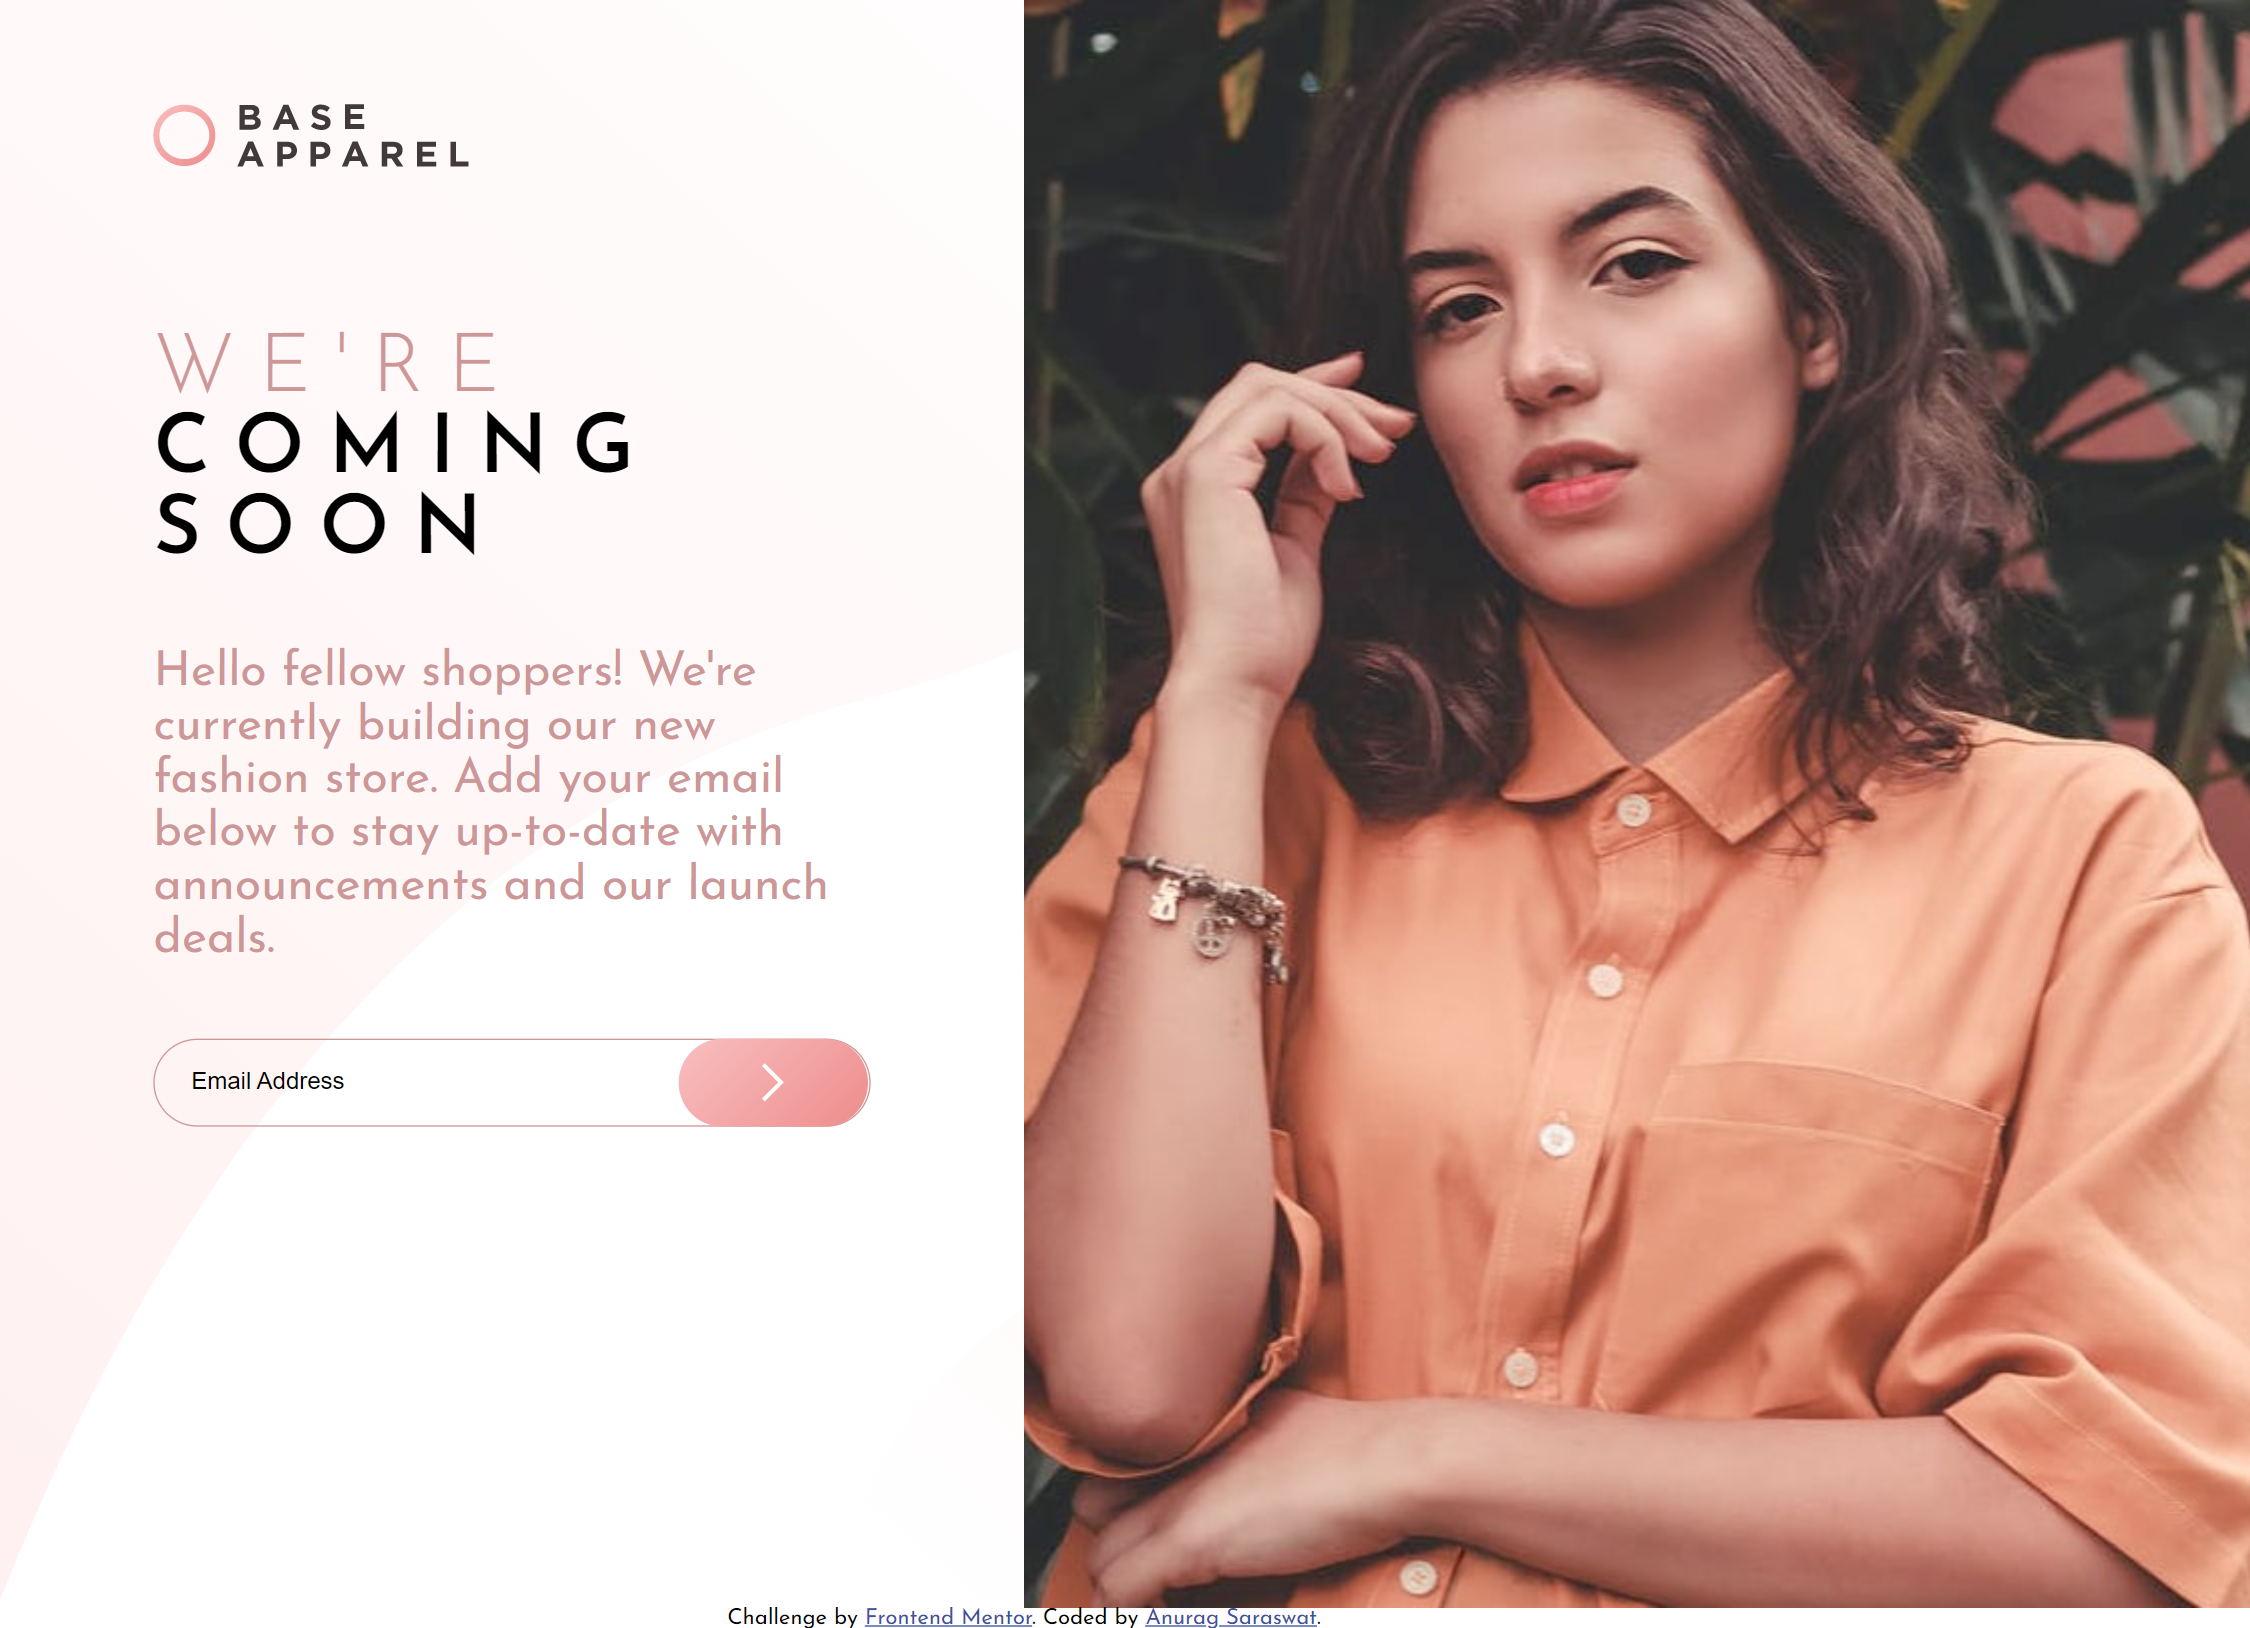 BASE
APPAREL
WE'RE
COMING
SOON
Hello fellow shoppers! We're
currently building our new
fashion store. Add your email
below to stay up-to-date with
announcements and our launch
deals.
Email Address
Challenge by Frontend Mentor. Coded by Anurag Saraswat.